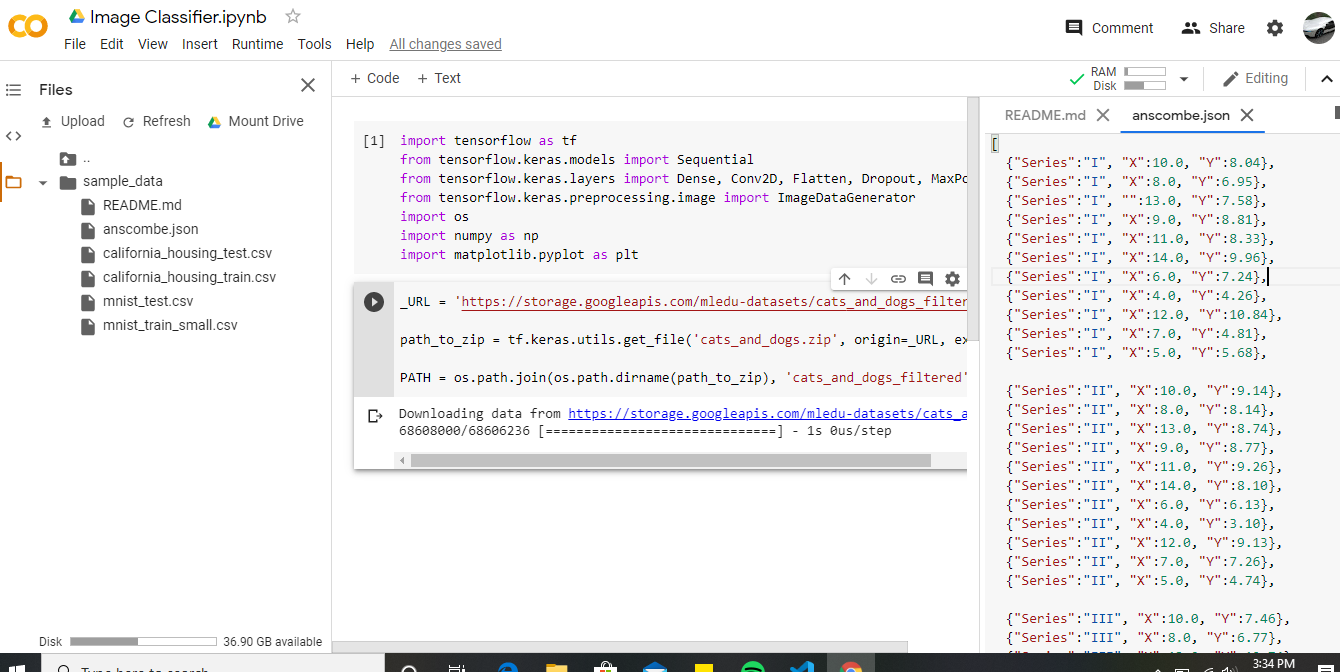 Image Classifier.ipynb
File Edit View Insert Runtime Tools Help All changes saved
Comment Share
Files
Upload Refresh Mount Drive
..
sample_data
README.md
anscombe.json
california_housing_test.csv
california_housing_train.csv
mnist_test.csv
mnist_train_small.csv
Disk 36.90 GB available
+ Code + Text
RAM
Disk
Editing
[1] import tensorflow as tf
from tensorflow.keras.models import Sequential
from tensorflow.keras.layers import Dense, Conv2D, Flatten, Dropout, MaxPo
from tensorflow.keras.preprocessing.image import ImageDataGenerator
import os
import numpy as np
import matplotlib.pyplot as plt
_URL = 'https://storage.googleapis.com/mledu-datasets/cats_and_dogs_filter
path_to_zip = tf.keras.utils.get_file('cats_and_dogs.zip', origin=_URL, ex
PATH = os.path.join(os.path.dirname(path_to_zip), 'cats_and_dogs_filtered'
Downloading data from https://storage.googleapis.com/mledu-datasets/cats_a
68608000/68606236 [==============================] - 1s 0us/step
README.md anscombe.json
[
{"Series":"I", "X":10.0, "Y":8.04},
{"Series":"I", "X":8.0, "Y":6.95},
{"Series":"I", "":13.0, "Y":7.58},
{"Series":"I", "X":9.0, "Y":8.81},
{"Series":"I", "X":11.0, "Y":8.33},
{"Series":"I", "X":14.0, "Y":9.96},
{"Series":"I", "X":6.0, "Y":7.24},
{"Series":"I", "X":4.0, "Y":4.26},
{"Series":"I", "X":12.0, "Y":10.84},
{"Series":"I", "X":7.0, "Y":4.81},
{"Series":"I", "X":5.0, "Y":5.68},
{"Series":"II", "X":10.0, "Y":9.14},
{"Series":"II", "X":8.0, "Y":8.14},
{"Series":"II", "X":13.0, "Y":8.74},
{"Series":"II", "X":9.0, "Y":8.77},
{"Series":"II", "X":11.0, "Y":9.26},
{"Series":"II", "X":14.0, "Y":8.10},
{"Series":"II", "X":6.0, "Y":6.13},
{"Series":"II", "X":4.0, "Y":3.10},
{"Series":"II", "X":12.0, "Y":9.13},
{"Series":"II", "X":7.0, "Y":7.26},
{"Series":"II", "X":5.0, "Y":4.74},
{"Series":"III", "X":10.0, "Y":7.46},
{"Series":"III", "X":8.0, "Y":6.77},
3:34 PM